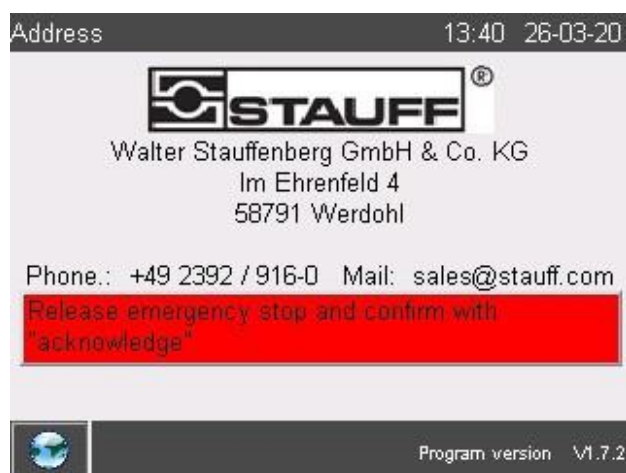 Address 13:40 26-03-20
STAUFF®
Walter Stauffenberg GmbH & Co. KG
Im Ehrenfeld 4
58791 Werdohl
Phone.: +49 2392 / 916-0 Mail: sales@stauff.com
Release emergency stop and confirm with
"acknowledge"
Program version V1.7.2